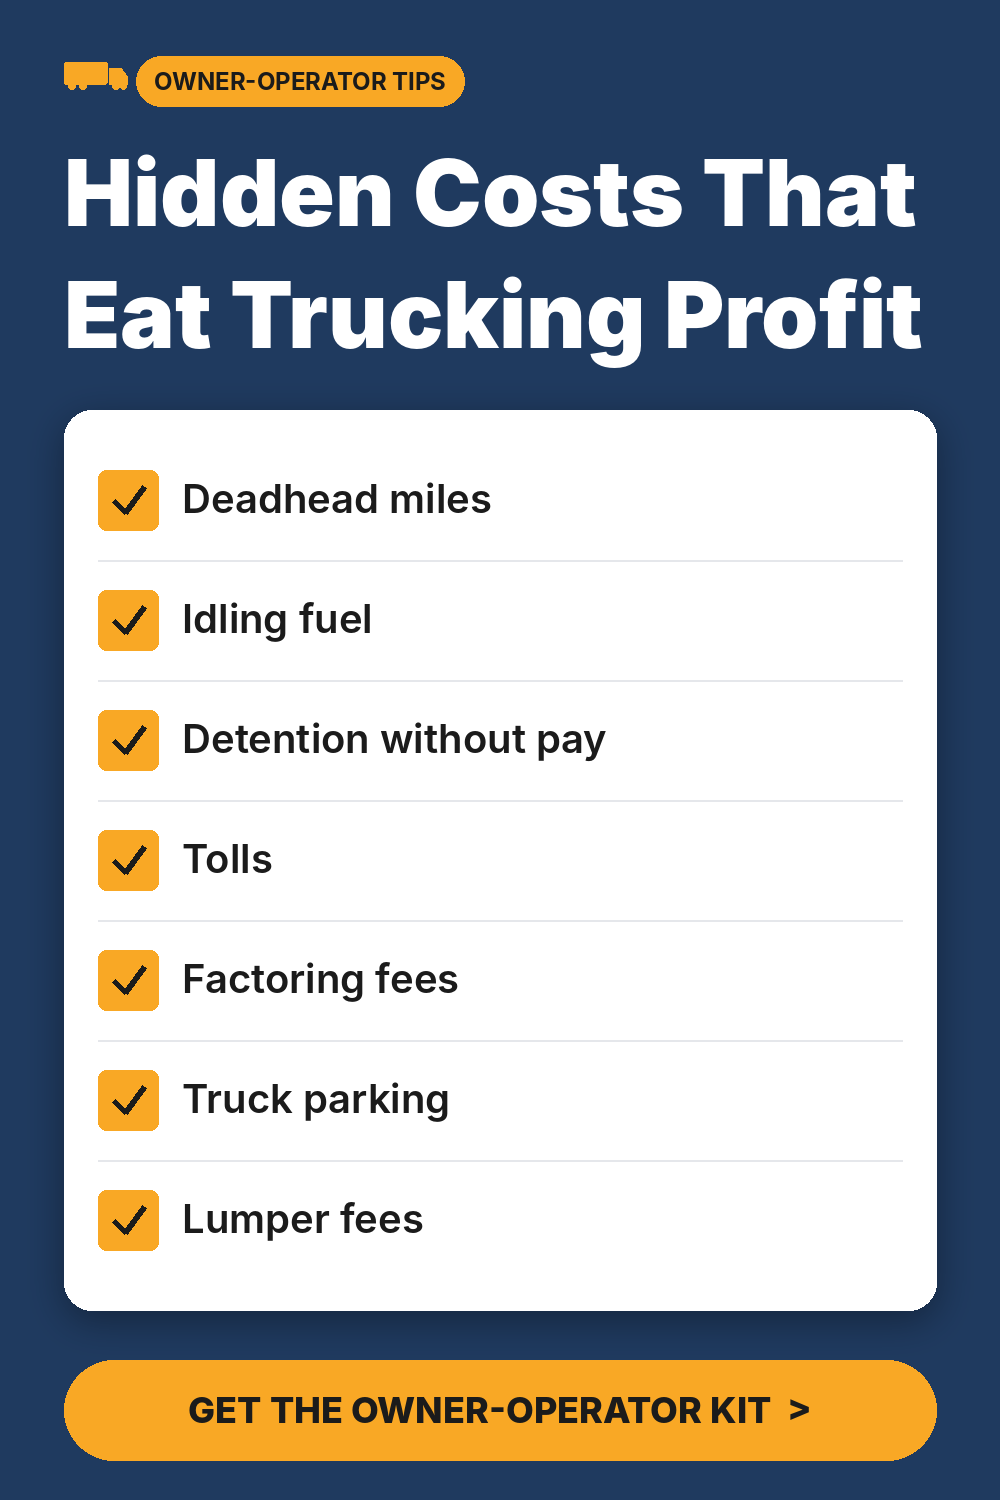 OWNER-OPERATOR TIPS
Hidden Costs That
Eat Trucking Profit
Deadhead miles
Idling fuel
Detention without pay
Tolls
Factoring fees
Truck parking
Lumper fees
GET THE OWNER-OPERATOR KIT >